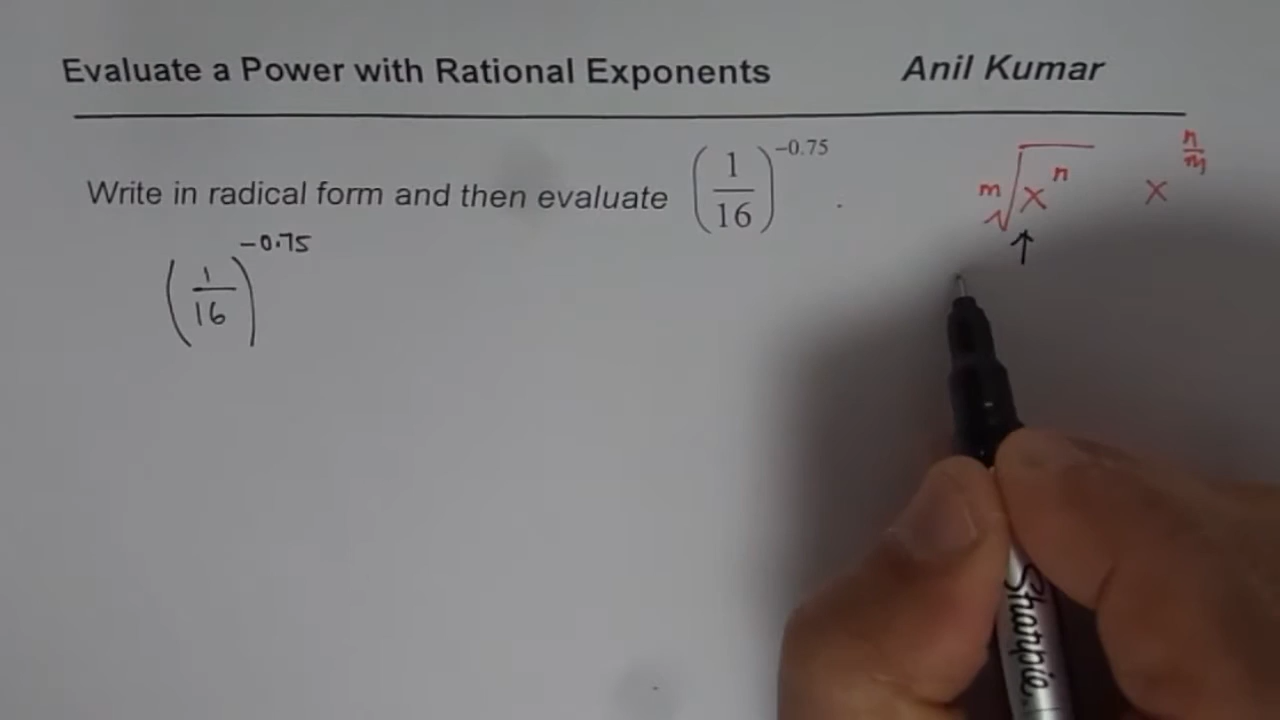 Evaluate a Power with Rational Exponents Anil Kumar
Write in radical form and then evaluate (1/16)^−0.75 .
ᵐ√xⁿ x^(n/m)
(1/16)^−0.75
Sharpie.